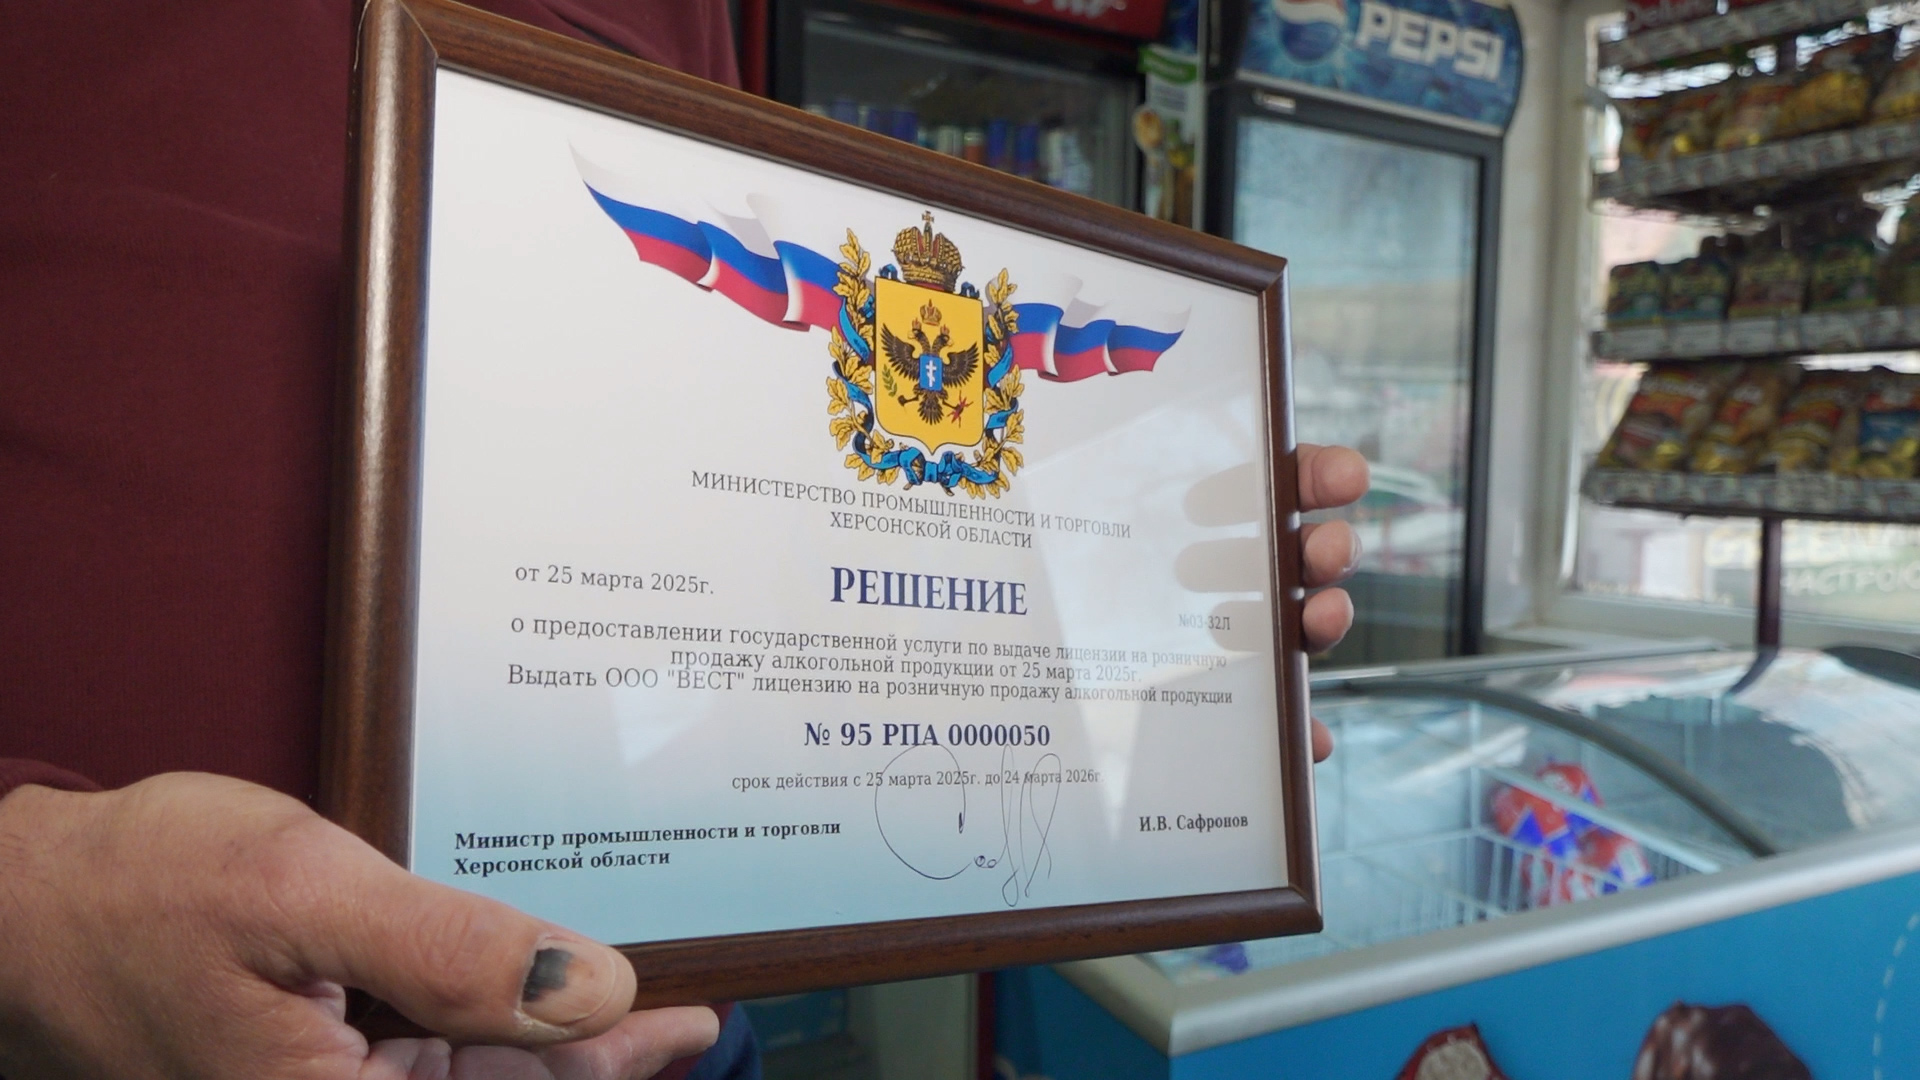 PEPSI
МИНИСТЕРСТВО ПРОМЫШЛЕННОСТИ И ТОРГОВЛИ
ХЕРСОНСКОЙ ОБЛАСТИ
от 25 марта 2025г.
РЕШЕНИЕ
№03-32Л
о предоставлении государственной услуги по выдаче лицензии на розничную
продажу алкогольной продукции от 25 марта 2025г.
Выдать ООО "ВЕСТ" лицензию на розничную продажу алкогольной продукции
№ 95 РПА 0000050
срок действия с 25 марта 2025г. до 24 марта 2026г.
Министр промышленности и торговли
Херсонской области
И.В. Сафронов